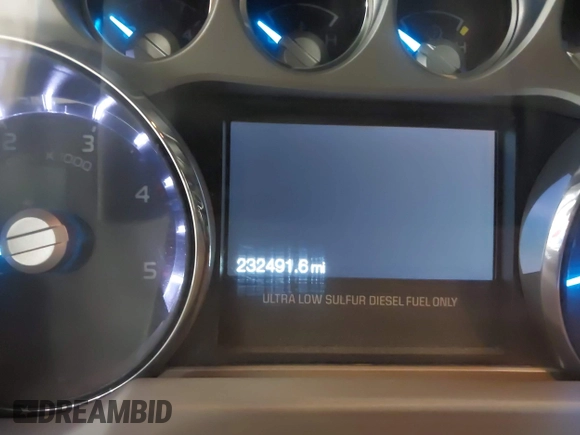 H
H
2
3
x1000
4
5
232491.6 mi
ULTRA LOW SULFUR DIESEL FUEL ONLY
DREAMBID